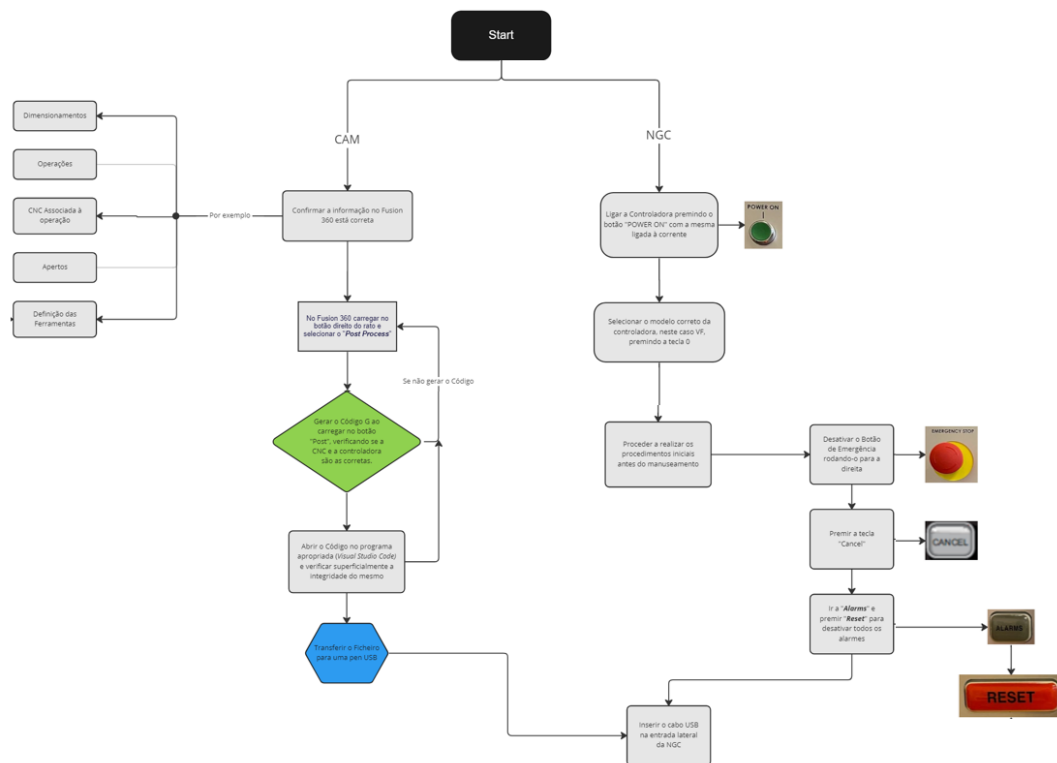 Start
CAM
NGC
Dimensionamentos
Operações
CNC Associada à
operação
Apertos
Definição das
Ferramentas
Por exemplo
Confirmar a informação no Fusion
360 está correta
No Fusion 360 carregar no
botão direito do rato e
selecionar o "Post Process"
Se não gerar o Código
Gerar o Código G ao
carregar no botão
"Post", verificando se a
CNC e a controladora
são as corretas.
Abrir o Código no programa
apropriada (Visual Studio Code)
e verificar superficialmente a
integridade do mesmo
Transferir o Ficheiro
para uma pen USB
Ligar a Controladora premindo o
botão "POWER ON" com a mesma
ligada à corrente
POWER ON
Selecionar o modelo correto da
controladora, neste caso VF,
premindo a tecla 0
Proceder a realizar os
procedimentos iniciais
antes do manuseamento
Desativar o Botão
de Emergência
rodando-o para a
direita
EMERGENCY STOP
Premir a tecla
"Cancel"
CANCEL
Ir a "Alarms" e
premir "Reset" para
desativar todos os
alarmes
ALARMS
RESET
Inserir o cabo USB
na entrada lateral
da NGC